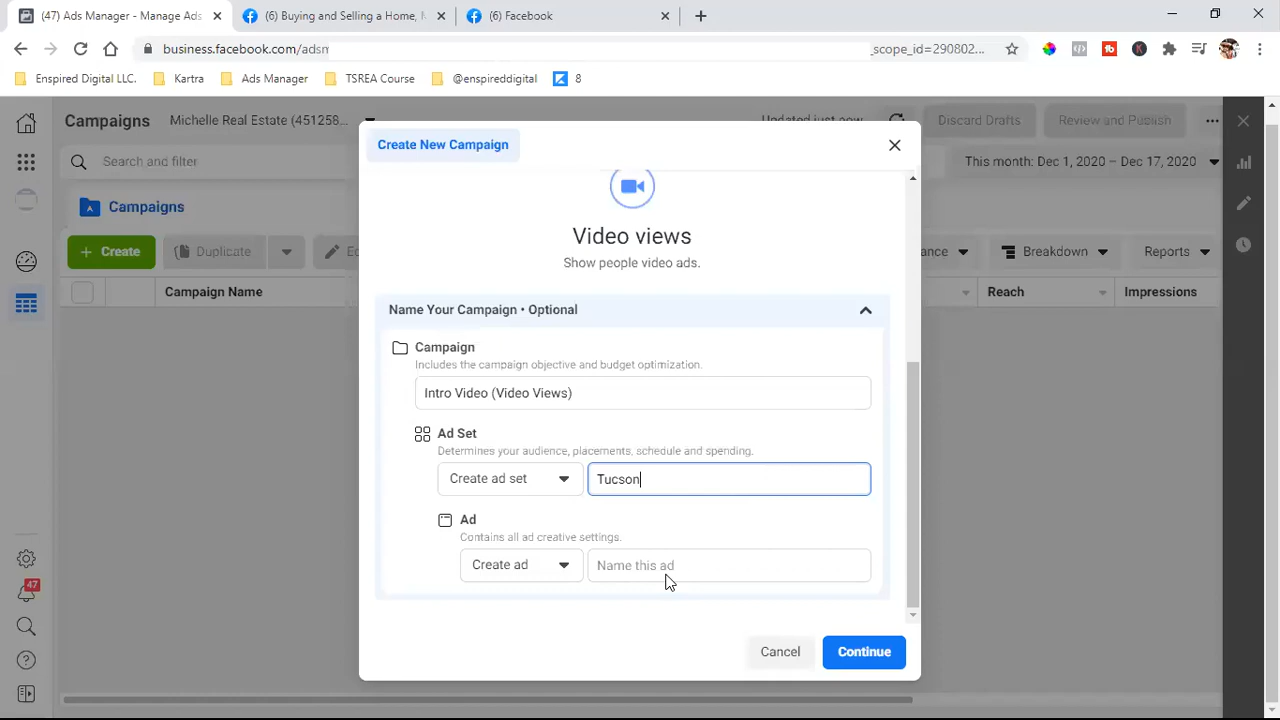 (47) Ads Manager - Manage Ads
(6) Buying and Selling a Home,
(6) Facebook
business.facebook.com/adsm
_scope_id=290802...
Enspired Digital LLC.
Kartra
Ads Manager
TSREA Course
@enspireddigital
8
Campaigns
Michelle Real Estate (451258...
Updated just now
Discard Drafts
Review and Publish
Create New Campaign
Search and filter
This month: Dec 1, 2020 – Dec 17, 2020
Campaigns
Video views
Show people video ads.
+ Create
Duplicate
Breakdown
Reports
Campaign Name
Reach
Impressions
Name Your Campaign • Optional
Campaign
Includes the campaign objective and budget optimization.
Intro Video (Video Views)
Ad Set
Determines your audience, placements, schedule and spending.
Create ad set
Tucson
Ad
Contains all ad creative settings.
Create ad
Name this ad
47
Cancel
Continue